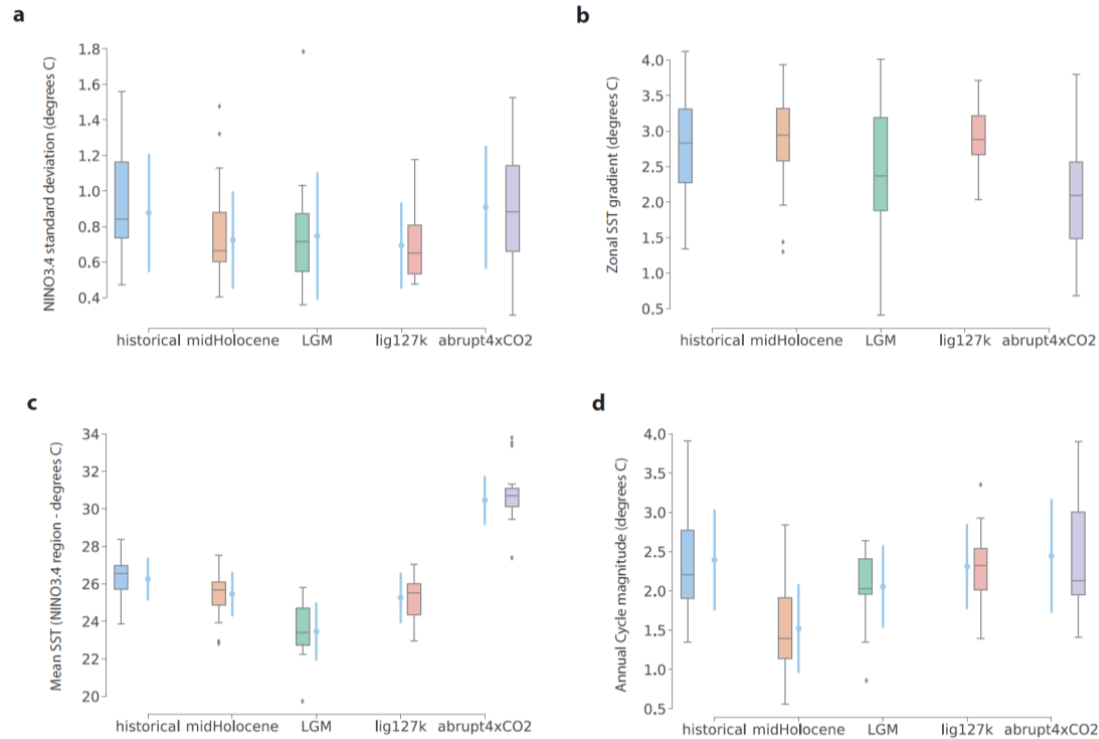 a
NINO3.4 standard deviation (degrees C)
1.8
1.6
1.4
1.2
1.0
0.8
0.6
0.4
historical midHolocene LGM lig127k abrupt4xCO2
b
Zonal SST gradient (degrees C)
4.0
3.5
3.0
2.5
2.0
1.5
1.0
0.5
historical midHolocene LGM lig127k abrupt4xCO2
c
Mean SST (NINO3.4 region - degrees C)
34
32
30
28
26
24
22
20
historical midHolocene LGM lig127k abrupt4xCO2
d
Annual Cycle magnitude (degrees C)
4.0
3.5
3.0
2.5
2.0
1.5
1.0
0.5
historical midHolocene LGM lig127k abrupt4xCO2